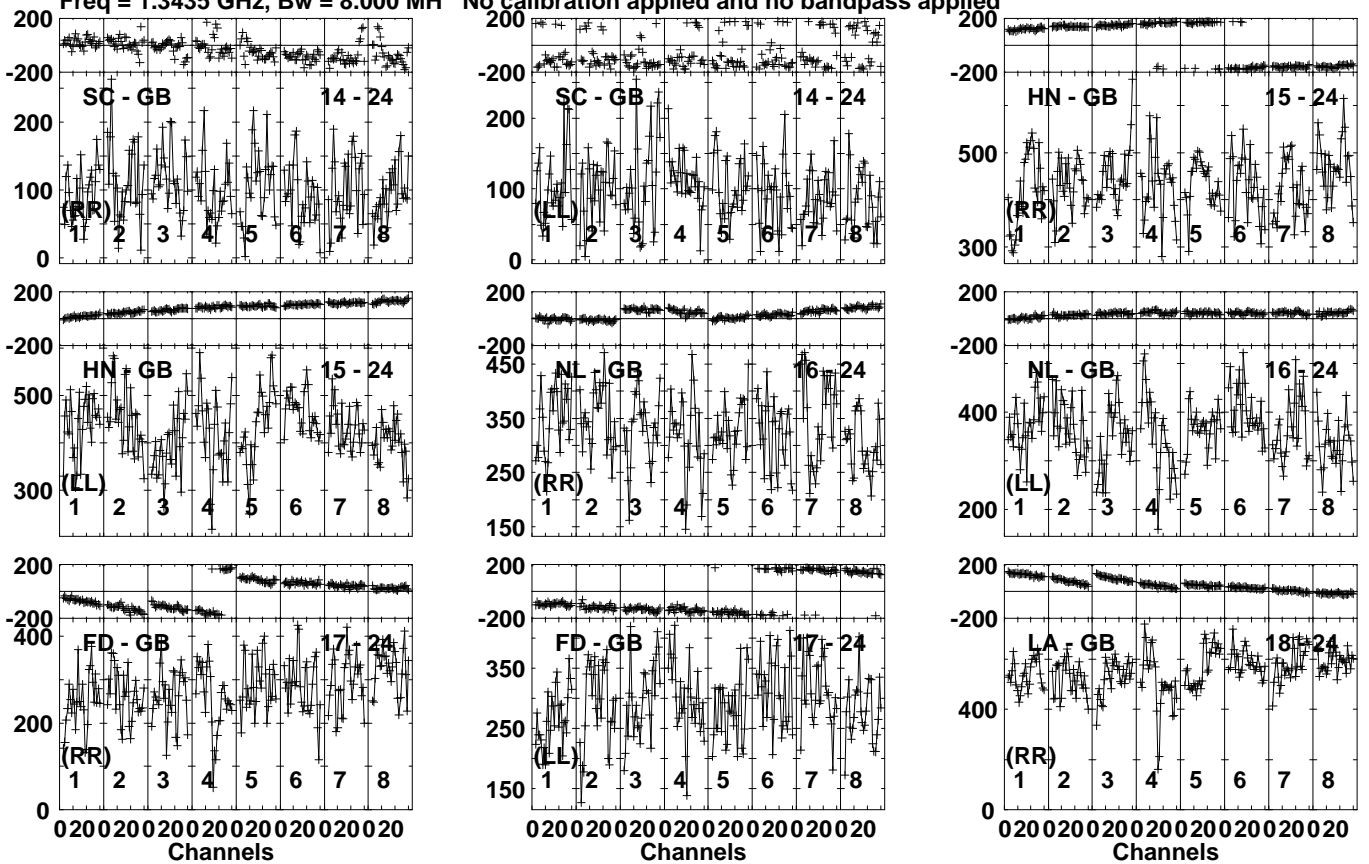 Freq = 1.3435 GHz, Bw = 8.000 MH No calibration applied and no bandpass applied
200
-200
SC - GB 14 - 24
200
100
0
(RR)
1 2 3 4 5 6 7 8
200
-200
SC - GB 14 - 24
200
100
0
(LL)
1 2 3 4 5 6 7 8
200
-200
HN - GB 15 - 24
500
300
(RR)
1 2 3 4 5 6 7 8
200
-200
HN - GB 15 - 24
500
300
(LL)
1 2 3 4 5 6 7 8
200
-200
450
NL - GB 16 - 24
350
250
150
(RR)
1 2 3 4 5 6 7 8
200
-200
NL - GB 16 - 24
400
200
(LL)
1 2 3 4 5 6 7 8
200
-200
400
FD - GB 17 - 24
200
0
(RR)
1 2 3 4 5 6 7 8
0 20 0 20 0 20 0 20 0 20 0 20 0 20 0 20
Channels
200
-200
FD - GB 17 - 24
350
250
150
(LL)
1 2 3 4 5 6 7 8
0 20 0 20 0 20 0 20 0 20 0 20 0 20 0 20
Channels
200
-200
LA - GB 18 - 24
400
0
(RR)
1 2 3 4 5 6 7 8
0 20 0 20 0 20 0 20 0 20 0 20 0 20 0 20
Channels